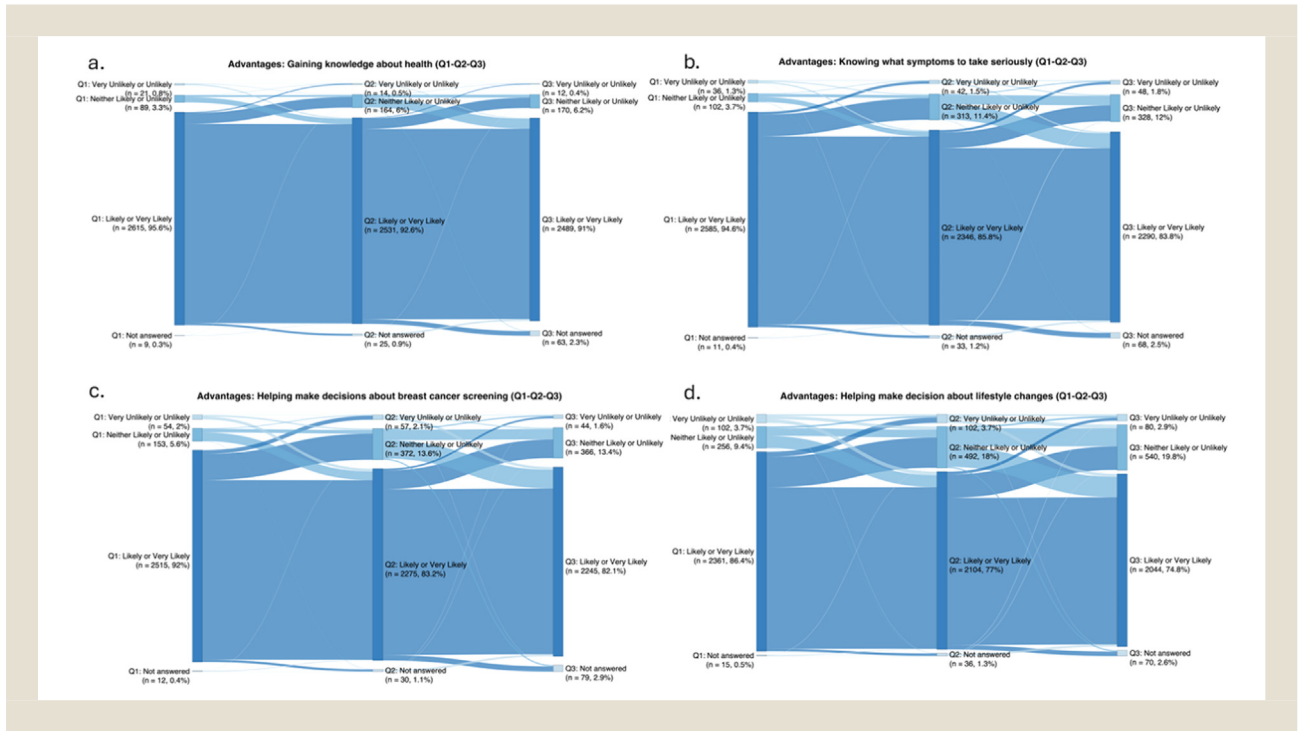 a.
Advantages: Gaining knowledge about health (Q1-Q2-Q3)
Q1: Very Unlikely or Unlikely
(n = 21, 0.8%)
Q1: Neither Likely or Unlikely
(n = 89, 3.3%)
Q1: Likely or Very Likely
(n = 2615, 95.6%)
Q1: Not answered
(n = 9, 0.3%)
Q2: Very Unlikely or Unlikely
(n = 14, 0.5%)
Q2: Neither Likely or Unlikely
(n = 164, 6%)
Q2: Likely or Very Likely
(n = 2531, 92.6%)
Q2: Not answered
(n = 25, 0.9%)
Q3: Very Unlikely or Unlikely
(n = 12, 0.4%)
Q3: Neither Likely or Unlikely
(n = 170, 6.2%)
Q3: Likely or Very Likely
(n = 2489, 91%)
Q3: Not answered
(n = 63, 2.3%)
b.
Advantages: Knowing what symptoms to take seriously (Q1-Q2-Q3)
Q1: Very Unlikely or Unlikely
(n = 36, 1.3%)
Q1: Neither Likely or Unlikely
(n = 102, 3.7%)
Q1: Likely or Very Likely
(n = 2585, 94.6%)
Q1: Not answered
(n = 11, 0.4%)
Q2: Very Unlikely or Unlikely
(n = 42, 1.5%)
Q2: Neither Likely or Unlikely
(n = 313, 11.4%)
Q2: Likely or Very Likely
(n = 2346, 85.8%)
Q2: Not answered
(n = 33, 1.2%)
Q3: Very Unlikely or Unlikely
(n = 48, 1.8%)
Q3: Neither Likely or Unlikely
(n = 328, 12%)
Q3: Likely or Very Likely
(n = 2290, 83.8%)
Q3: Not answered
(n = 68, 2.5%)
c.
Advantages: Helping make decisions about breast cancer screening (Q1-Q2-Q3)
Q1: Very Unlikely or Unlikely
(n = 54, 2%)
Q1: Neither Likely or Unlikely
(n = 153, 5.6%)
Q1: Likely or Very Likely
(n = 2515, 92%)
Q1: Not answered
(n = 12, 0.4%)
Q2: Very Unlikely or Unlikely
(n = 57, 2.1%)
Q2: Neither Likely or Unlikely
(n = 372, 13.6%)
Q2: Likely or Very Likely
(n = 2275, 83.2%)
Q2: Not answered
(n = 30, 1.1%)
Q3: Very Unlikely or Unlikely
(n = 44, 1.6%)
Q3: Neither Likely or Unlikely
(n = 366, 13.4%)
Q3: Likely or Very Likely
(n = 2245, 82.1%)
Q3: Not answered
(n = 79, 2.9%)
d.
Advantages: Helping make decision about lifestyle changes (Q1-Q2-Q3)
Very Unlikely or Unlikely
(n = 102, 3.7%)
Neither Likely or Unlikely
(n = 256, 9.4%)
Q1: Likely or Very Likely
(n = 2361, 86.4%)
Q1: Not answered
(n = 15, 0.5%)
Q2: Very Unlikely or Unlikely
(n = 102, 3.7%)
Q2: Neither Likely or Unlikely
(n = 492, 18%)
Q2: Likely or Very Likely
(n = 2104, 77%)
Q2: Not answered
(n = 36, 1.3%)
Q3: Very Unlikely or Unlikely
(n = 80, 2.9%)
Q3: Neither Likely or Unlikely
(n = 540, 19.8%)
Q3: Likely or Very Likely
(n = 2044, 74.8%)
Q3: Not answered
(n = 70, 2.6%)